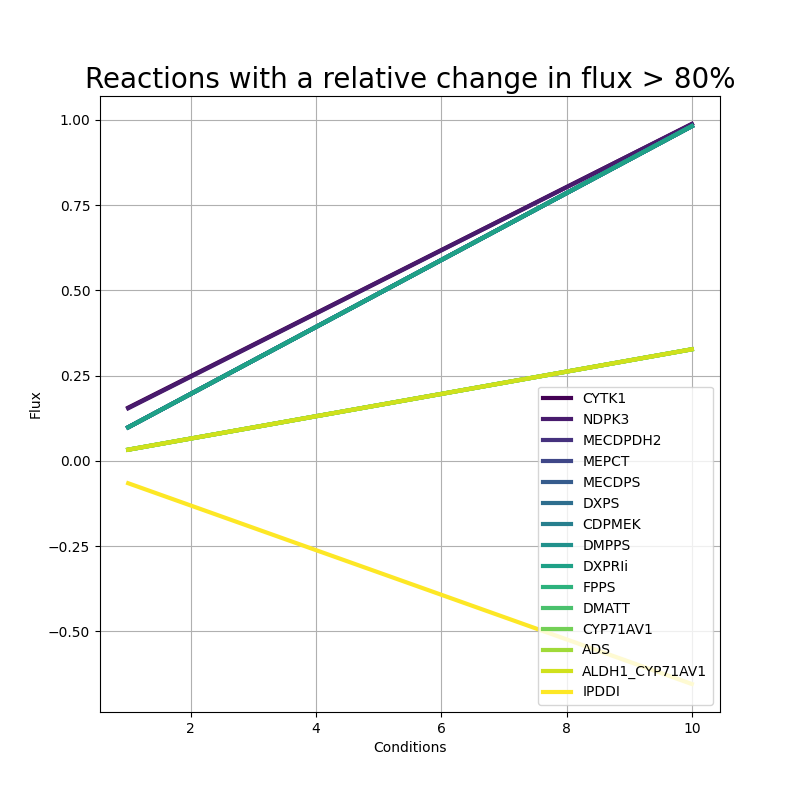 Reactions with a relative change in flux > 80%
1.00
0.75
0.50
0.25
0.00
−0.25
−0.50
Flux
2 4 6 8 10
Conditions
CYTK1
NDPK3
MECDPDH2
MEPCT
MECDPS
DXPS
CDPMEK
DMPPS
DXPRIi
FPPS
DMATT
CYP71AV1
ADS
ALDH1_CYP71AV1
IPDDI